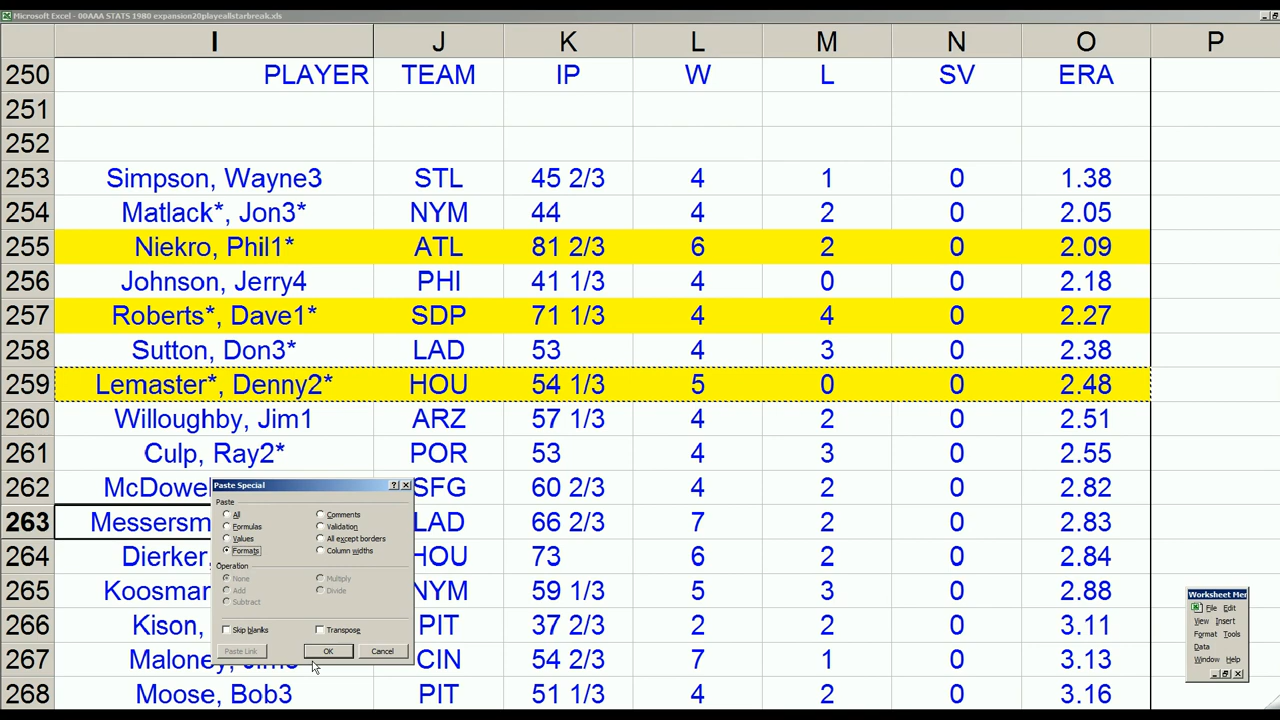 Microsoft Excel - 00AAA STATS 1980 expansion20playeallstarbreak.xls
I J K L M N O P
250 PLAYER TEAM IP W L SV ERA
251
252
253 Simpson, Wayne3 STL 45 2/3 4 1 0 1.38
254 Matlack*, Jon3* NYM 44 4 2 0 2.05
255 Niekro, Phil1* ATL 81 2/3 6 2 0 2.09
256 Johnson, Jerry4 PHI 41 1/3 4 0 0 2.18
257 Roberts*, Dave1* SDP 71 1/3 4 4 0 2.27
258 Sutton, Don3* LAD 53 4 3 0 2.38
259 Lemaster*, Denny2* HOU 54 1/3 5 0 0 2.48
260 Willoughby, Jim1 ARZ 57 1/3 4 2 0 2.51
261 Culp, Ray2* POR 53 4 3 0 2.55
262 McDowe SFG 60 2/3 4 2 0 2.82
263 Messersm LAD 66 2/3 7 2 0 2.83
264 Dierker, HOU 73 6 2 0 2.84
265 Koosmar NYM 59 1/3 5 3 0 2.88
266 Kison, PIT 37 2/3 2 2 0 3.11
267 Maloney, CIN 54 2/3 7 1 0 3.13
268 Moose, Bob3 PIT 51 1/3 4 2 0 3.16
Paste Special
Paste
All Comments
Formulas Validation
Values All except borders
Formats Column widths
Operation
None Multiply
Add Divide
Subtract
Skip blanks Transpose
Paste Link OK Cancel
Worksheet Me
File Edit
View Insert
Format Tools
Data
Window Help